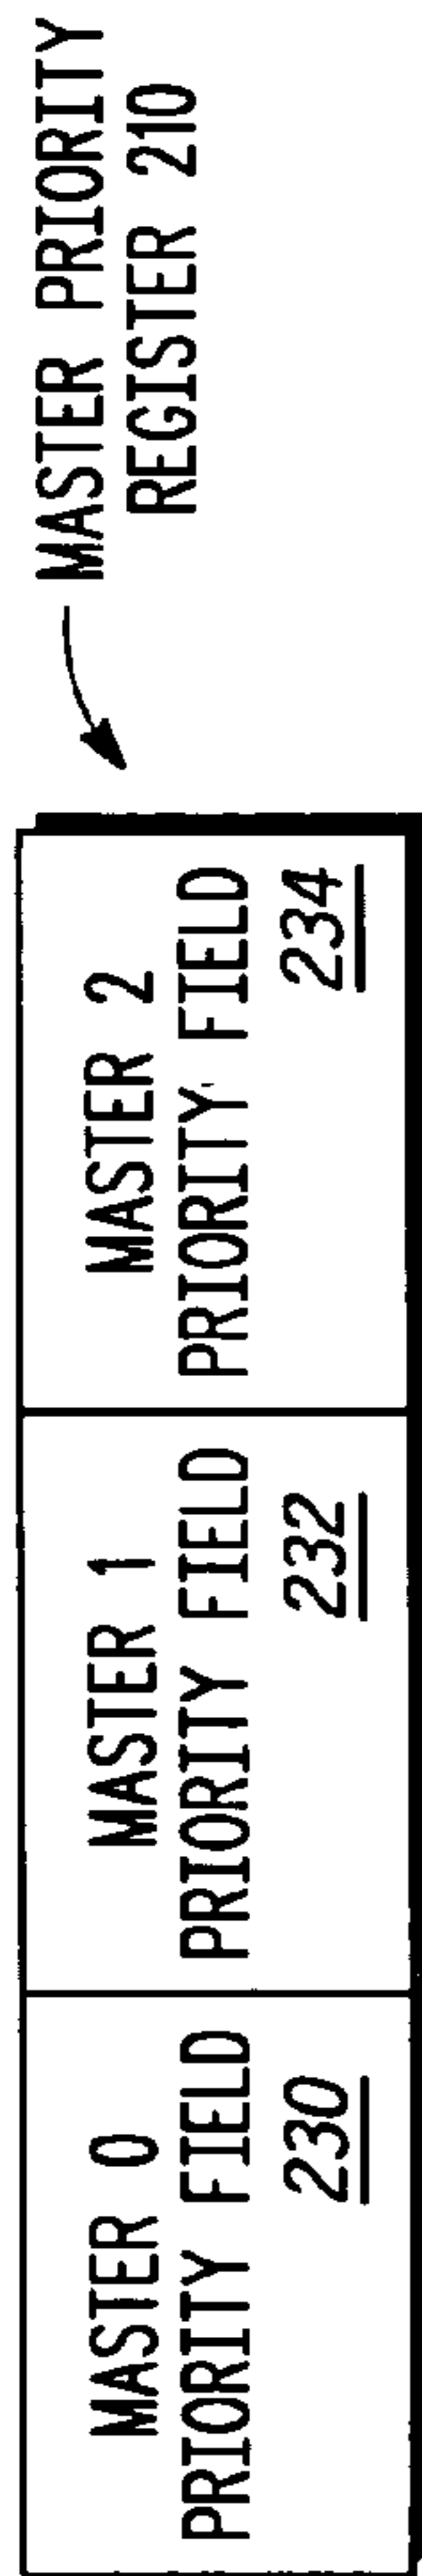 MASTER PRIORITY
REGISTER 210
MASTER 0
PRIORITY FIELD
230
MASTER 1
PRIORITY FIELD
232
MASTER 2
PRIORITY FIELD
234